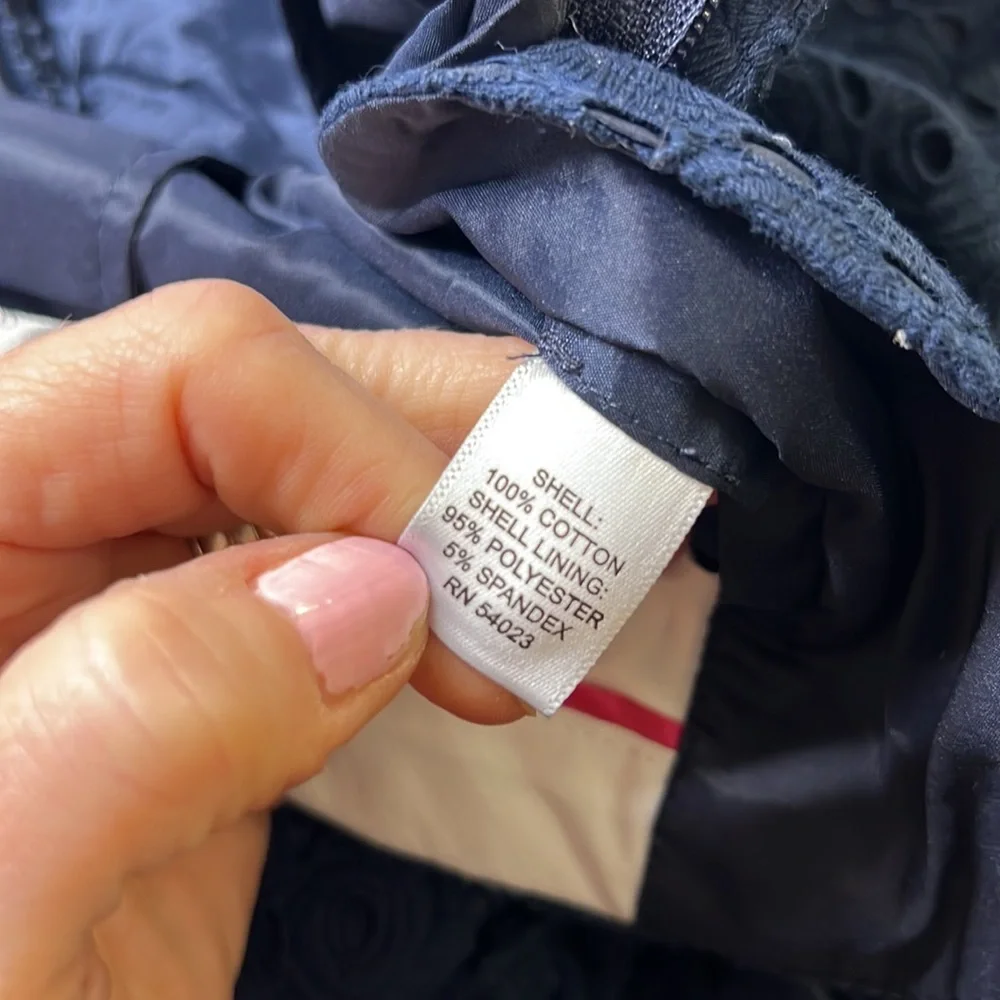 SHELL:
100% COTTON
SHELL LINING:
95% POLYESTER
5% SPANDEX
RN 54023